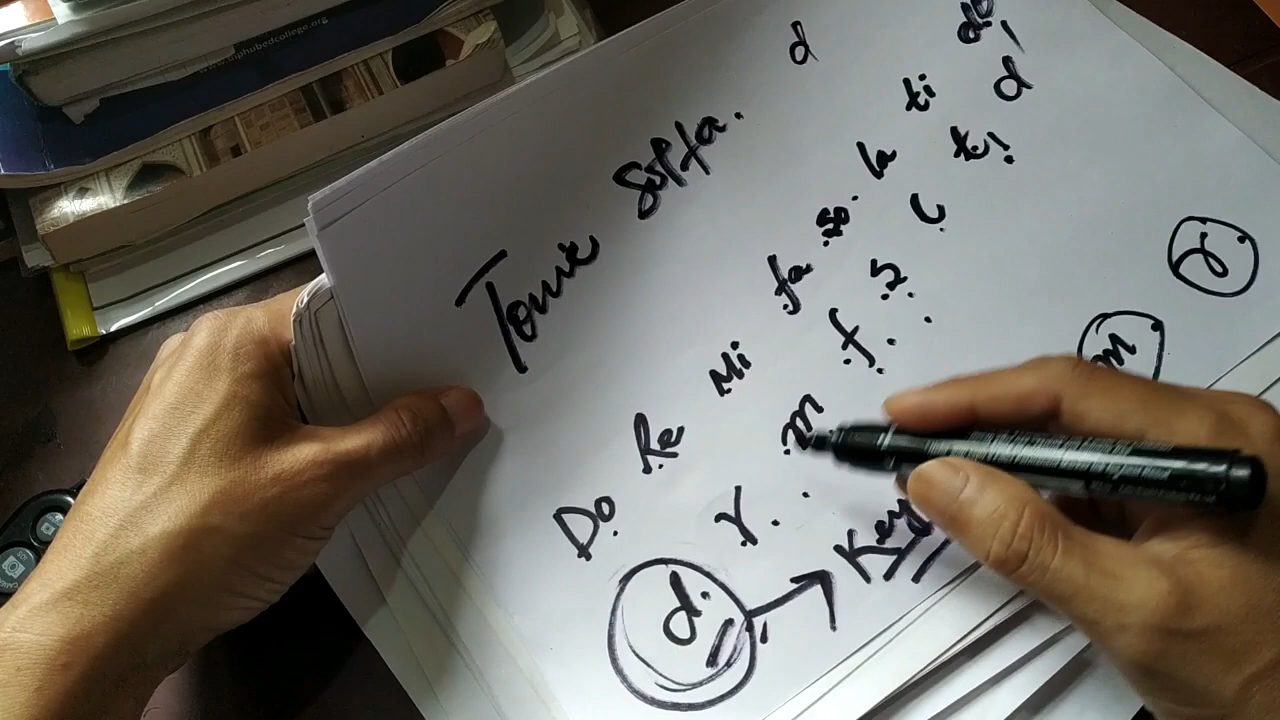 Tonic Solfa.
Do Re Mi fa so la ti do
d r m f s l t d
Key
d
m
r